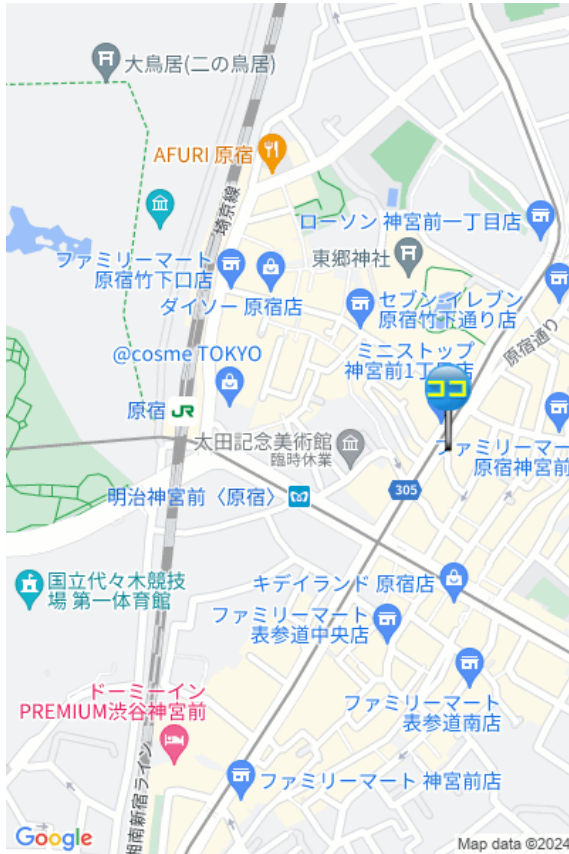 大鳥居(二の鳥居)
AFURI 原宿
埼京線
ローソン 神宮前一丁目店
東郷神社
ファミリーマート
原宿竹下口店
ダイソー 原宿店
セブン-イレブン
原宿竹下通り店
原宿通り
@cosme TOKYO
ミニストップ
神宮前1丁目店
ココ
原宿 JR
太田記念美術館
臨時休業
ファミリーマー
原宿神宮前
305
明治神宮前〈原宿〉
国立代々木競技
場 第一体育館
キデイランド 原宿店
ファミリーマート
表参道中央店
ドーミーイン
PREMIUM渋谷神宮前
ファミリーマート
表参道南店
湘南新宿ライン
ファミリーマート 神宮前店
Google
Map data ©2024